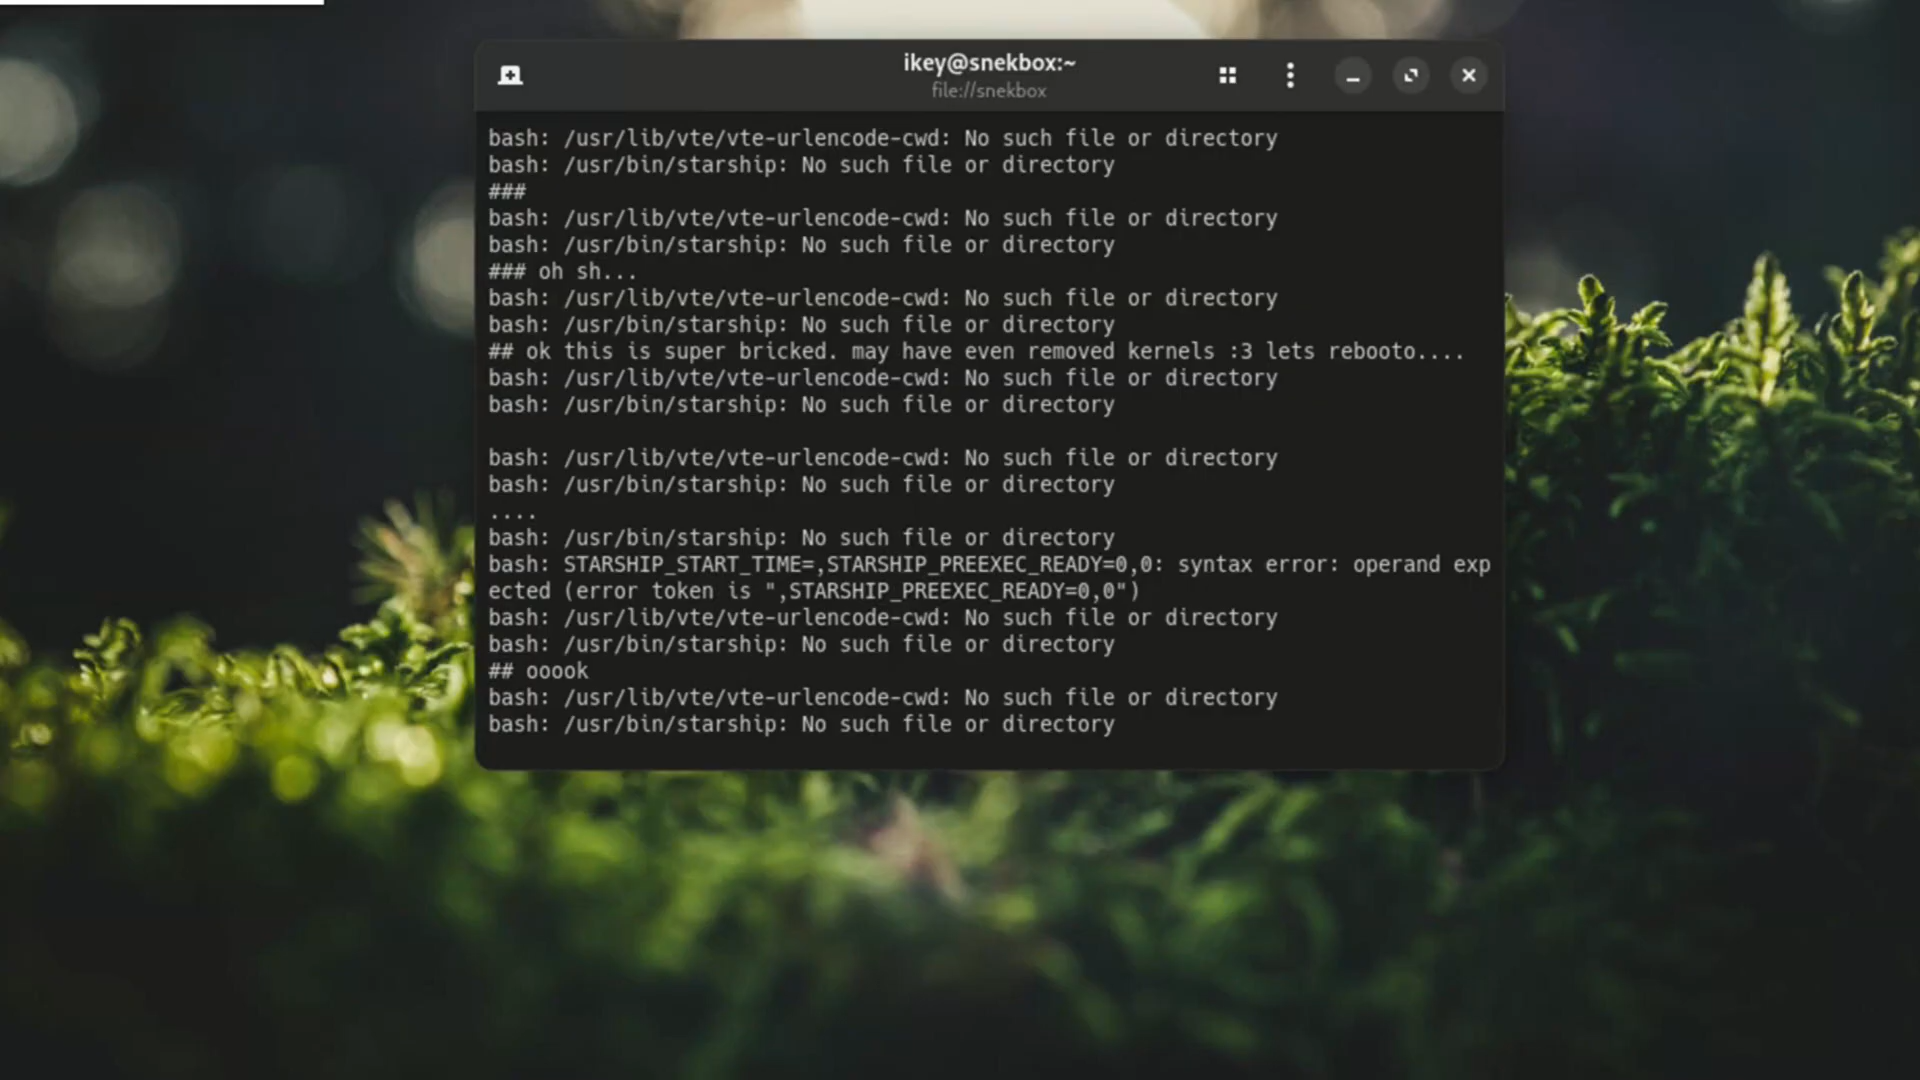 ikey@snekbox:~
file://snekbox
bash: /usr/lib/vte/vte-urlencode-cwd: No such file or directory
bash: /usr/bin/starship: No such file or directory
###
bash: /usr/lib/vte/vte-urlencode-cwd: No such file or directory
bash: /usr/bin/starship: No such file or directory
### oh sh...
bash: /usr/lib/vte/vte-urlencode-cwd: No such file or directory
bash: /usr/bin/starship: No such file or directory
## ok this is super bricked. may have even removed kernels :3 lets rebooto....
bash: /usr/lib/vte/vte-urlencode-cwd: No such file or directory
bash: /usr/bin/starship: No such file or directory
bash: /usr/lib/vte/vte-urlencode-cwd: No such file or directory
bash: /usr/bin/starship: No such file or directory
....
bash: /usr/bin/starship: No such file or directory
bash: STARSHIP_START_TIME=,STARSHIP_PREEXEC_READY=0,0: syntax error: operand exp
ected (error token is ",STARSHIP_PREEXEC_READY=0,0")
bash: /usr/lib/vte/vte-urlencode-cwd: No such file or directory
bash: /usr/bin/starship: No such file or directory
## ooook
bash: /usr/lib/vte/vte-urlencode-cwd: No such file or directory
bash: /usr/bin/starship: No such file or directory